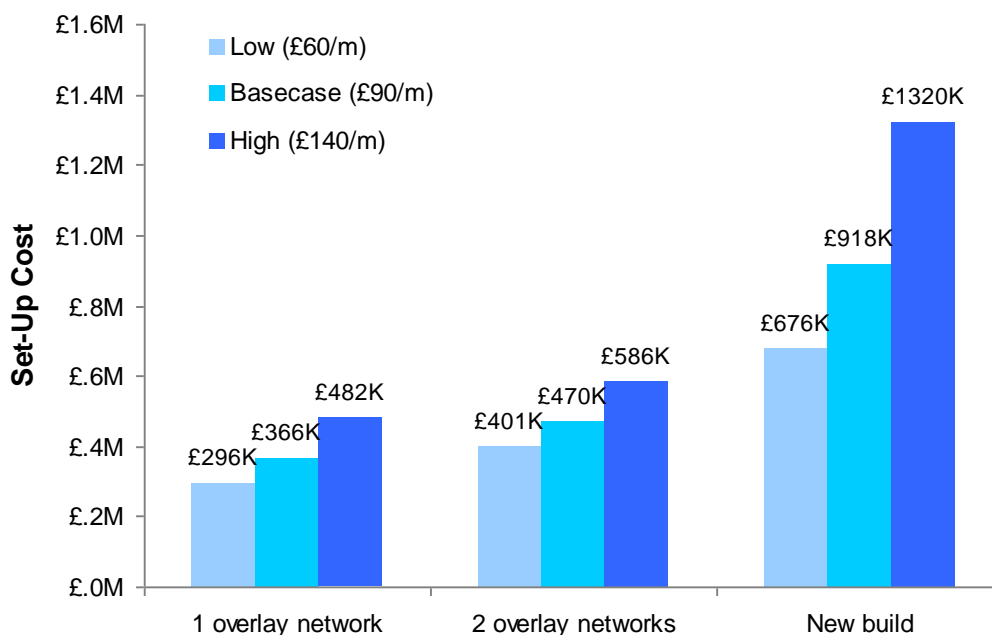 £1.6M
£1.4M
£1.2M
£1.0M
£.8M
£.6M
£.4M
£.2M
£.0M
Set-Up Cost
Low (£60/m)
Basecase (£90/m)
High (£140/m)
£296K
£366K
£482K
£401K
£470K
£586K
£676K
£918K
£1320K
1 overlay network
2 overlay networks
New build